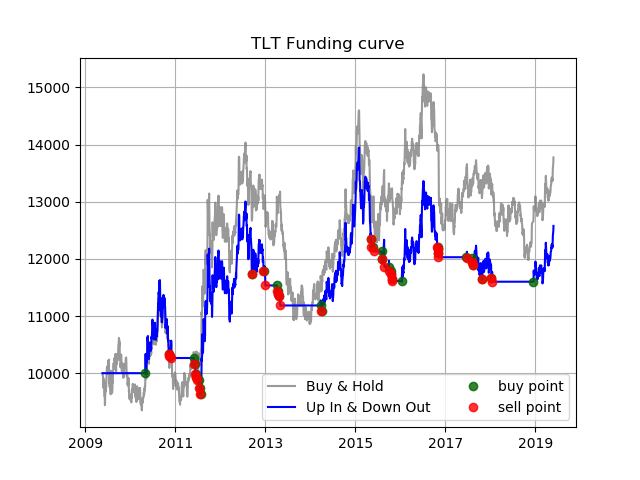 TLT Funding curve
15000
14000
13000
12000
11000
10000
2009 2011 2013 2015 2017 2019
Buy & Hold buy point
Up In & Down Out sell point